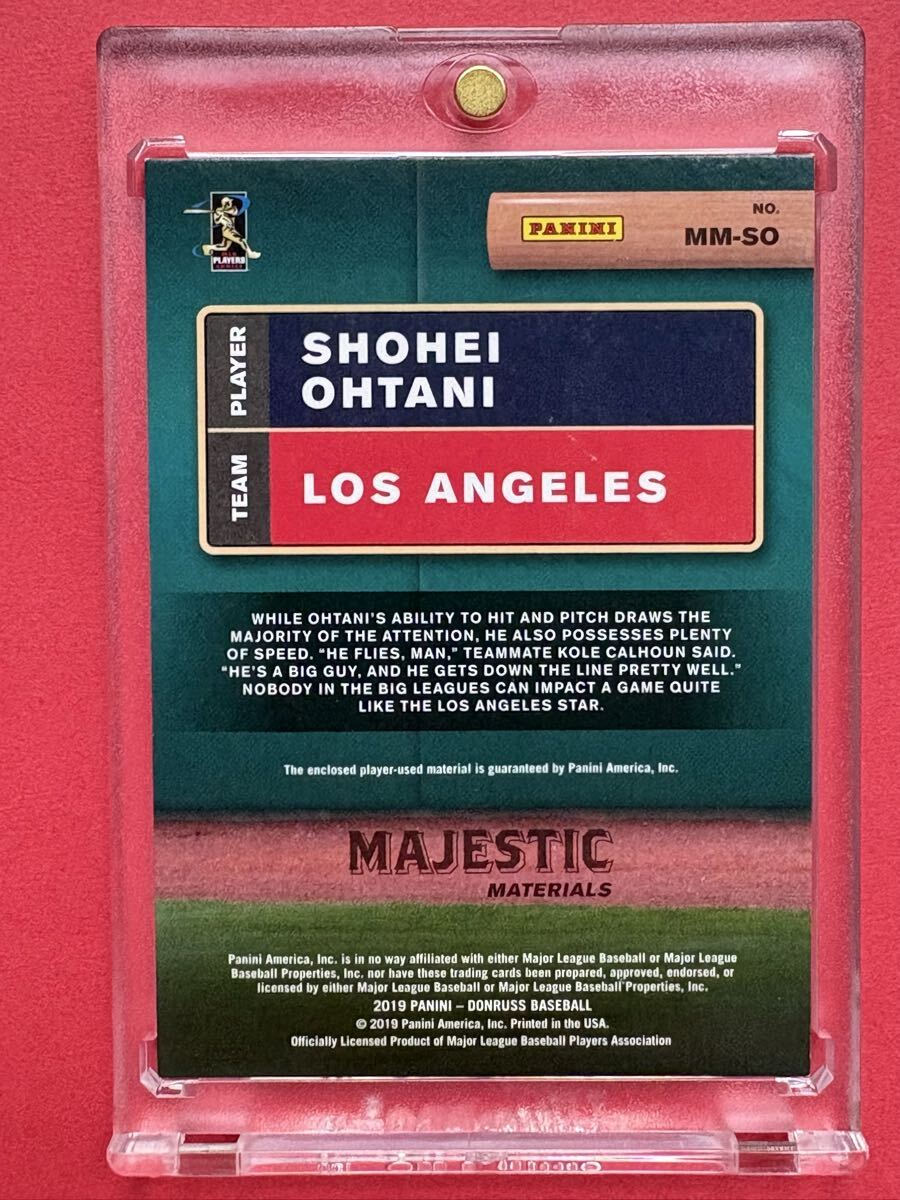 MLB
PLAYERS
CHOICE
PANINI
NO.
MM-SO
PLAYER
SHOHEI
OHTANI
TEAM
LOS ANGELES
WHILE OHTANI'S ABILITY TO HIT AND PITCH DRAWS THE
MAJORITY OF THE ATTENTION, HE ALSO POSSESSES PLENTY
OF SPEED. "HE FLIES, MAN," TEAMMATE KOLE CALHOUN SAID.
"HE'S A BIG GUY, AND HE GETS DOWN THE LINE PRETTY WELL."
NOBODY IN THE BIG LEAGUES CAN IMPACT A GAME QUITE
LIKE THE LOS ANGELES STAR.
The enclosed player-used material is guaranteed by Panini America, Inc.
MAJESTIC
MATERIALS
Panini America, Inc. is in no way affiliated with either Major League Baseball or Major League
Baseball Properties, Inc. nor have these trading cards been prepared, approved, endorsed, or
licensed by either Major League Baseball or Major League Baseball Properties, Inc.
2019 PANINI – DONRUSS BASEBALL
© 2019 Panini America, Inc. Printed in the USA.
Officially Licensed Product of Major League Baseball Players Association